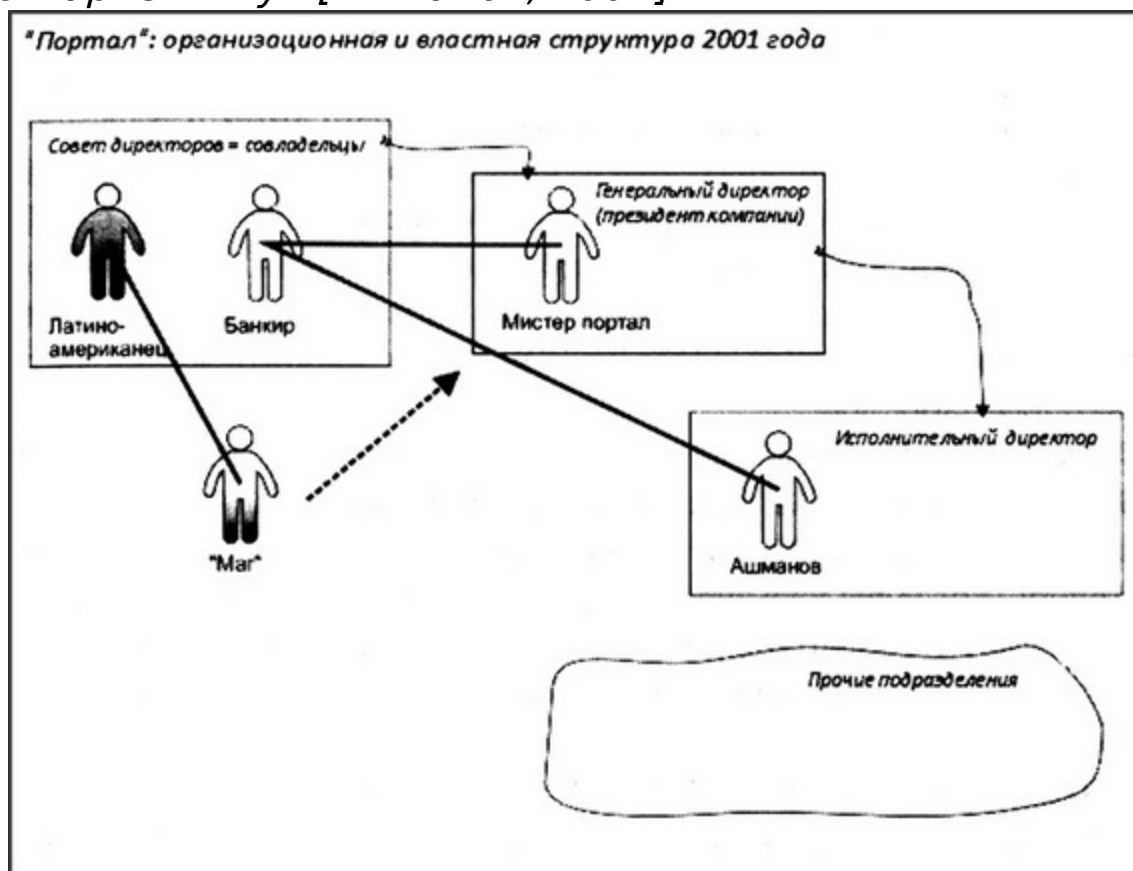 "Портал": организационная и властная структура 2001 года
Совет директоров = совладельцы
Генеральный директор
(президент компании)
Латино-
американец
Банкир
Мистер портал
Исполнительный директор
"Маг"
Ашманов
Прочие подразделения